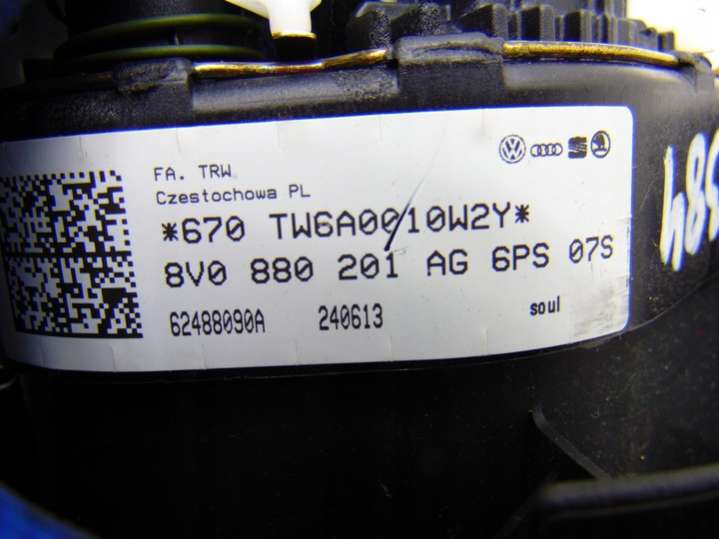 FA. TRW
Czestochowa PL
*670 TW6A0010W2Y*
8V0 880 201 AG 6PS 07S
62488090A 240613 soul